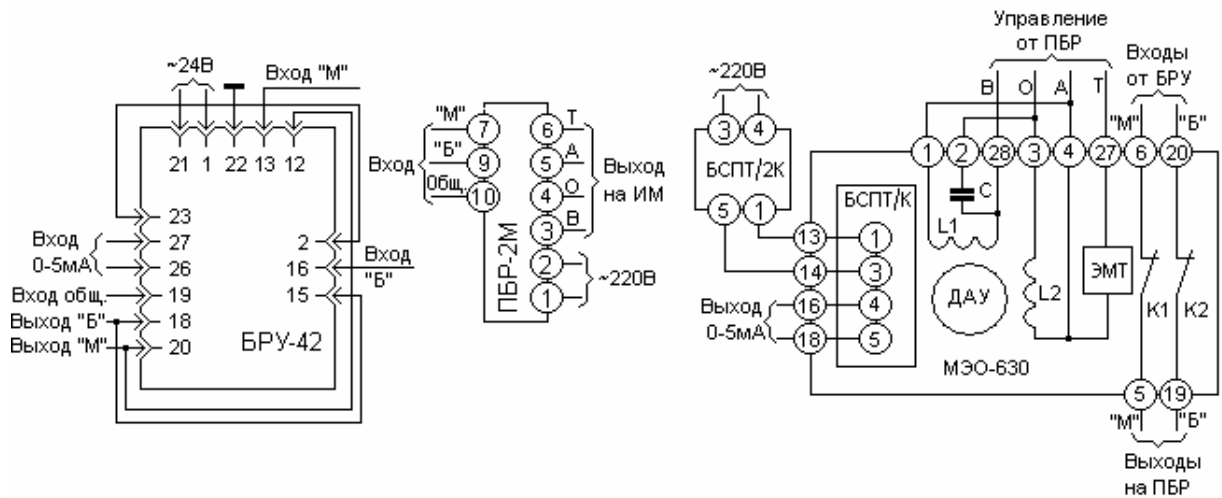 ~24В
Вход "М"
21 1 22 13 12
23
Вход
0-5мА
27
26
Вход общ.
19
Выход "Б"
18
Выход "М"
20
2
16
Вход
"Б"
15
БРУ-42
Вход
"М"
7
"Б"
9
Общ.
10
ПБР-2М
6
Т
5
А
4
О
3
В
Выход
на ИМ
2
1
~220В
~220В
3 4
БСПТ/2К
5 1
Управление
от ПБР
В О А Т
Входы
от БРУ
"М" "Б"
1 2 28 3 4 27 6 20
БСПТ/К
13 1
14 3
16 4
18 5
Выход
0-5мА
С
L1
ДАУ
L2
ЭМТ
К1 К2
МЭО-630
5 19
"М" "Б"
Выходы
на ПБР